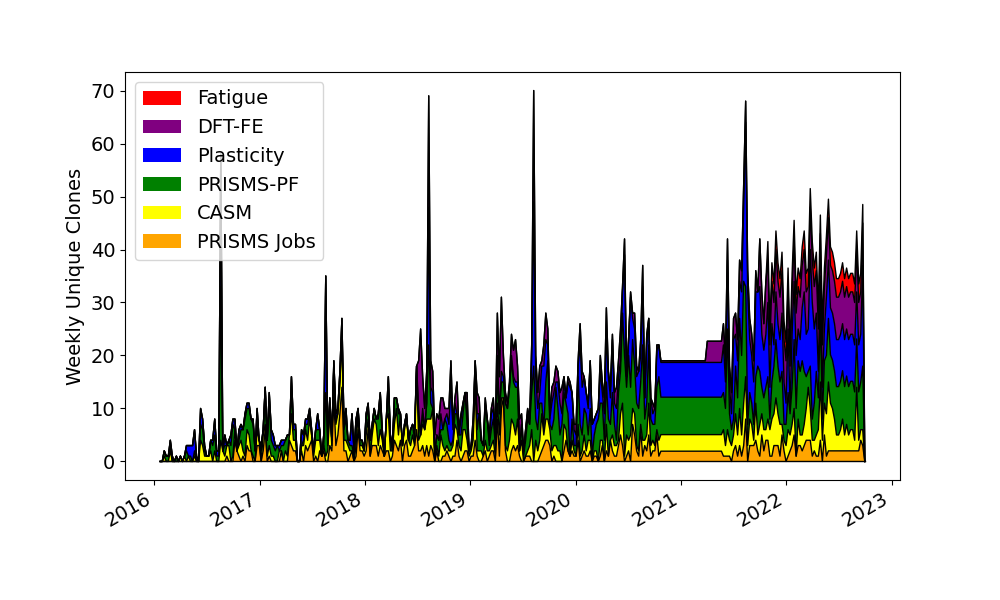 70
60
50
40
30
20
10
0
Weekly Unique Clones
Fatigue
DFT-FE
Plasticity
PRISMS-PF
CASM
PRISMS Jobs
2016
2017
2018
2019
2020
2021
2022
2023